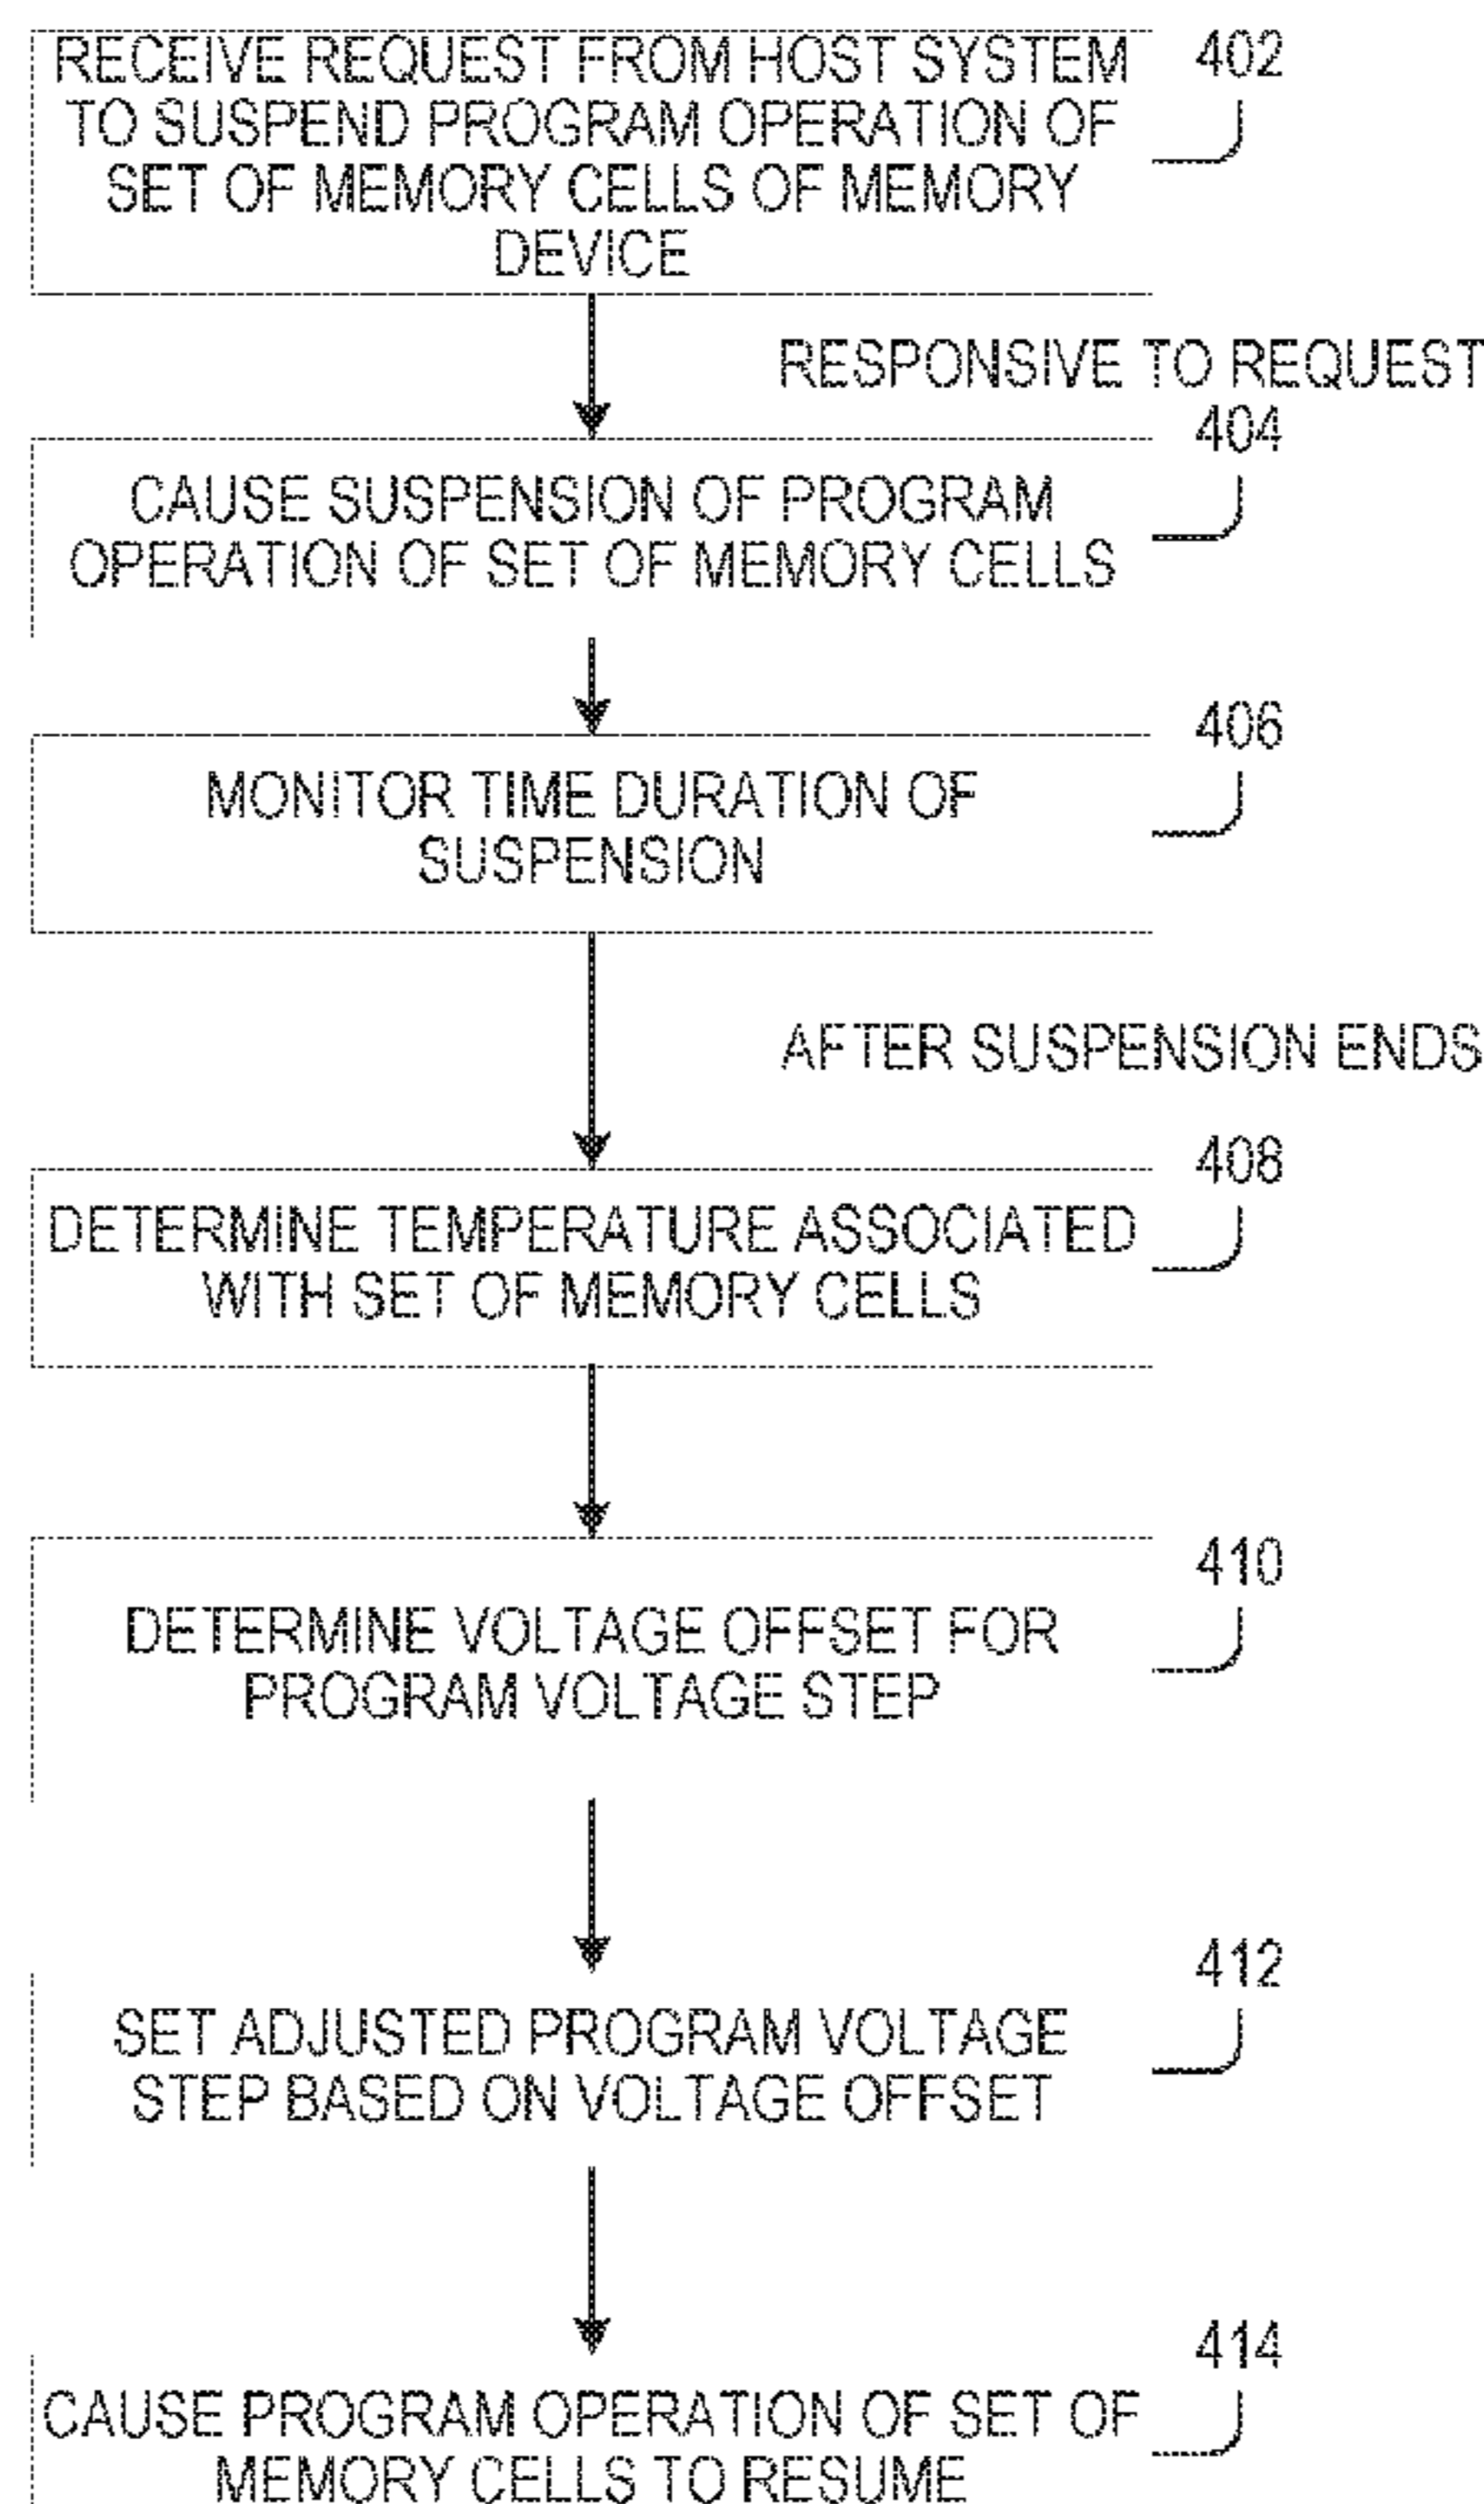 RECEIVE REQUEST FROM HOST SYSTEM
TO SUSPEND PROGRAM OPERATION OF
SET OF MEMORY CELLS OF MEMORY
DEVICE
402
RESPONSIVE TO REQUEST
404
CAUSE SUSPENSION OF PROGRAM
OPERATION OF SET OF MEMORY CELLS
406
MONITOR TIME DURATION OF
SUSPENSION
AFTER SUSPENSION ENDS
408
DETERMINE TEMPERATURE ASSOCIATED
WITH SET OF MEMORY CELLS
410
DETERMINE VOLTAGE OFFSET FOR
PROGRAM VOLTAGE STEP
412
SET ADJUSTED PROGRAM VOLTAGE
STEP BASED ON VOLTAGE OFFSET
414
CAUSE PROGRAM OPERATION OF SET OF
MEMORY CELLS TO RESUME